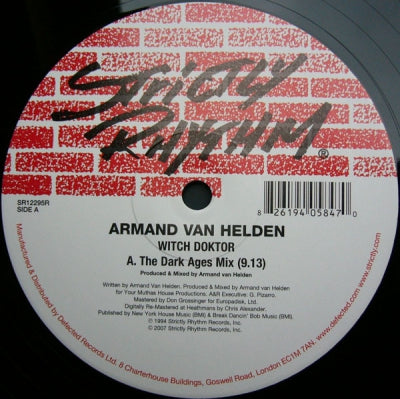 STRICTLY
RHYTHM
®
SR12295R
SIDE A
8 26194 05847 0
ARMAND VAN HELDEN
WITCH DOKTOR
A. The Dark Ages Mix (9.13)
Produced & Mixed by Armand van Helden
Written by Armand Van Helden. Produced & Mixed by Armand van Helden
for Your Muthas House Productions. A&R Executive: G. Pizarro.
Mastered by Don Grossinger for Europadisk, Ltd.
Digitally Re-Mastered at Heathmans by Chris Alexander.
Published by New York House Music (BMI) & Break Dancin' Bob Music (BMI).
℗ 1994 Strictly Rhythm Records, Inc.
© 2007 Strictly Rhythm Records, Inc.
Manufactured & Distributed by Defected Records Ltd. 8 Charterhouse Buildings, Goswell Road, London EC1M 7AN. www.defected.com www.strictly.com